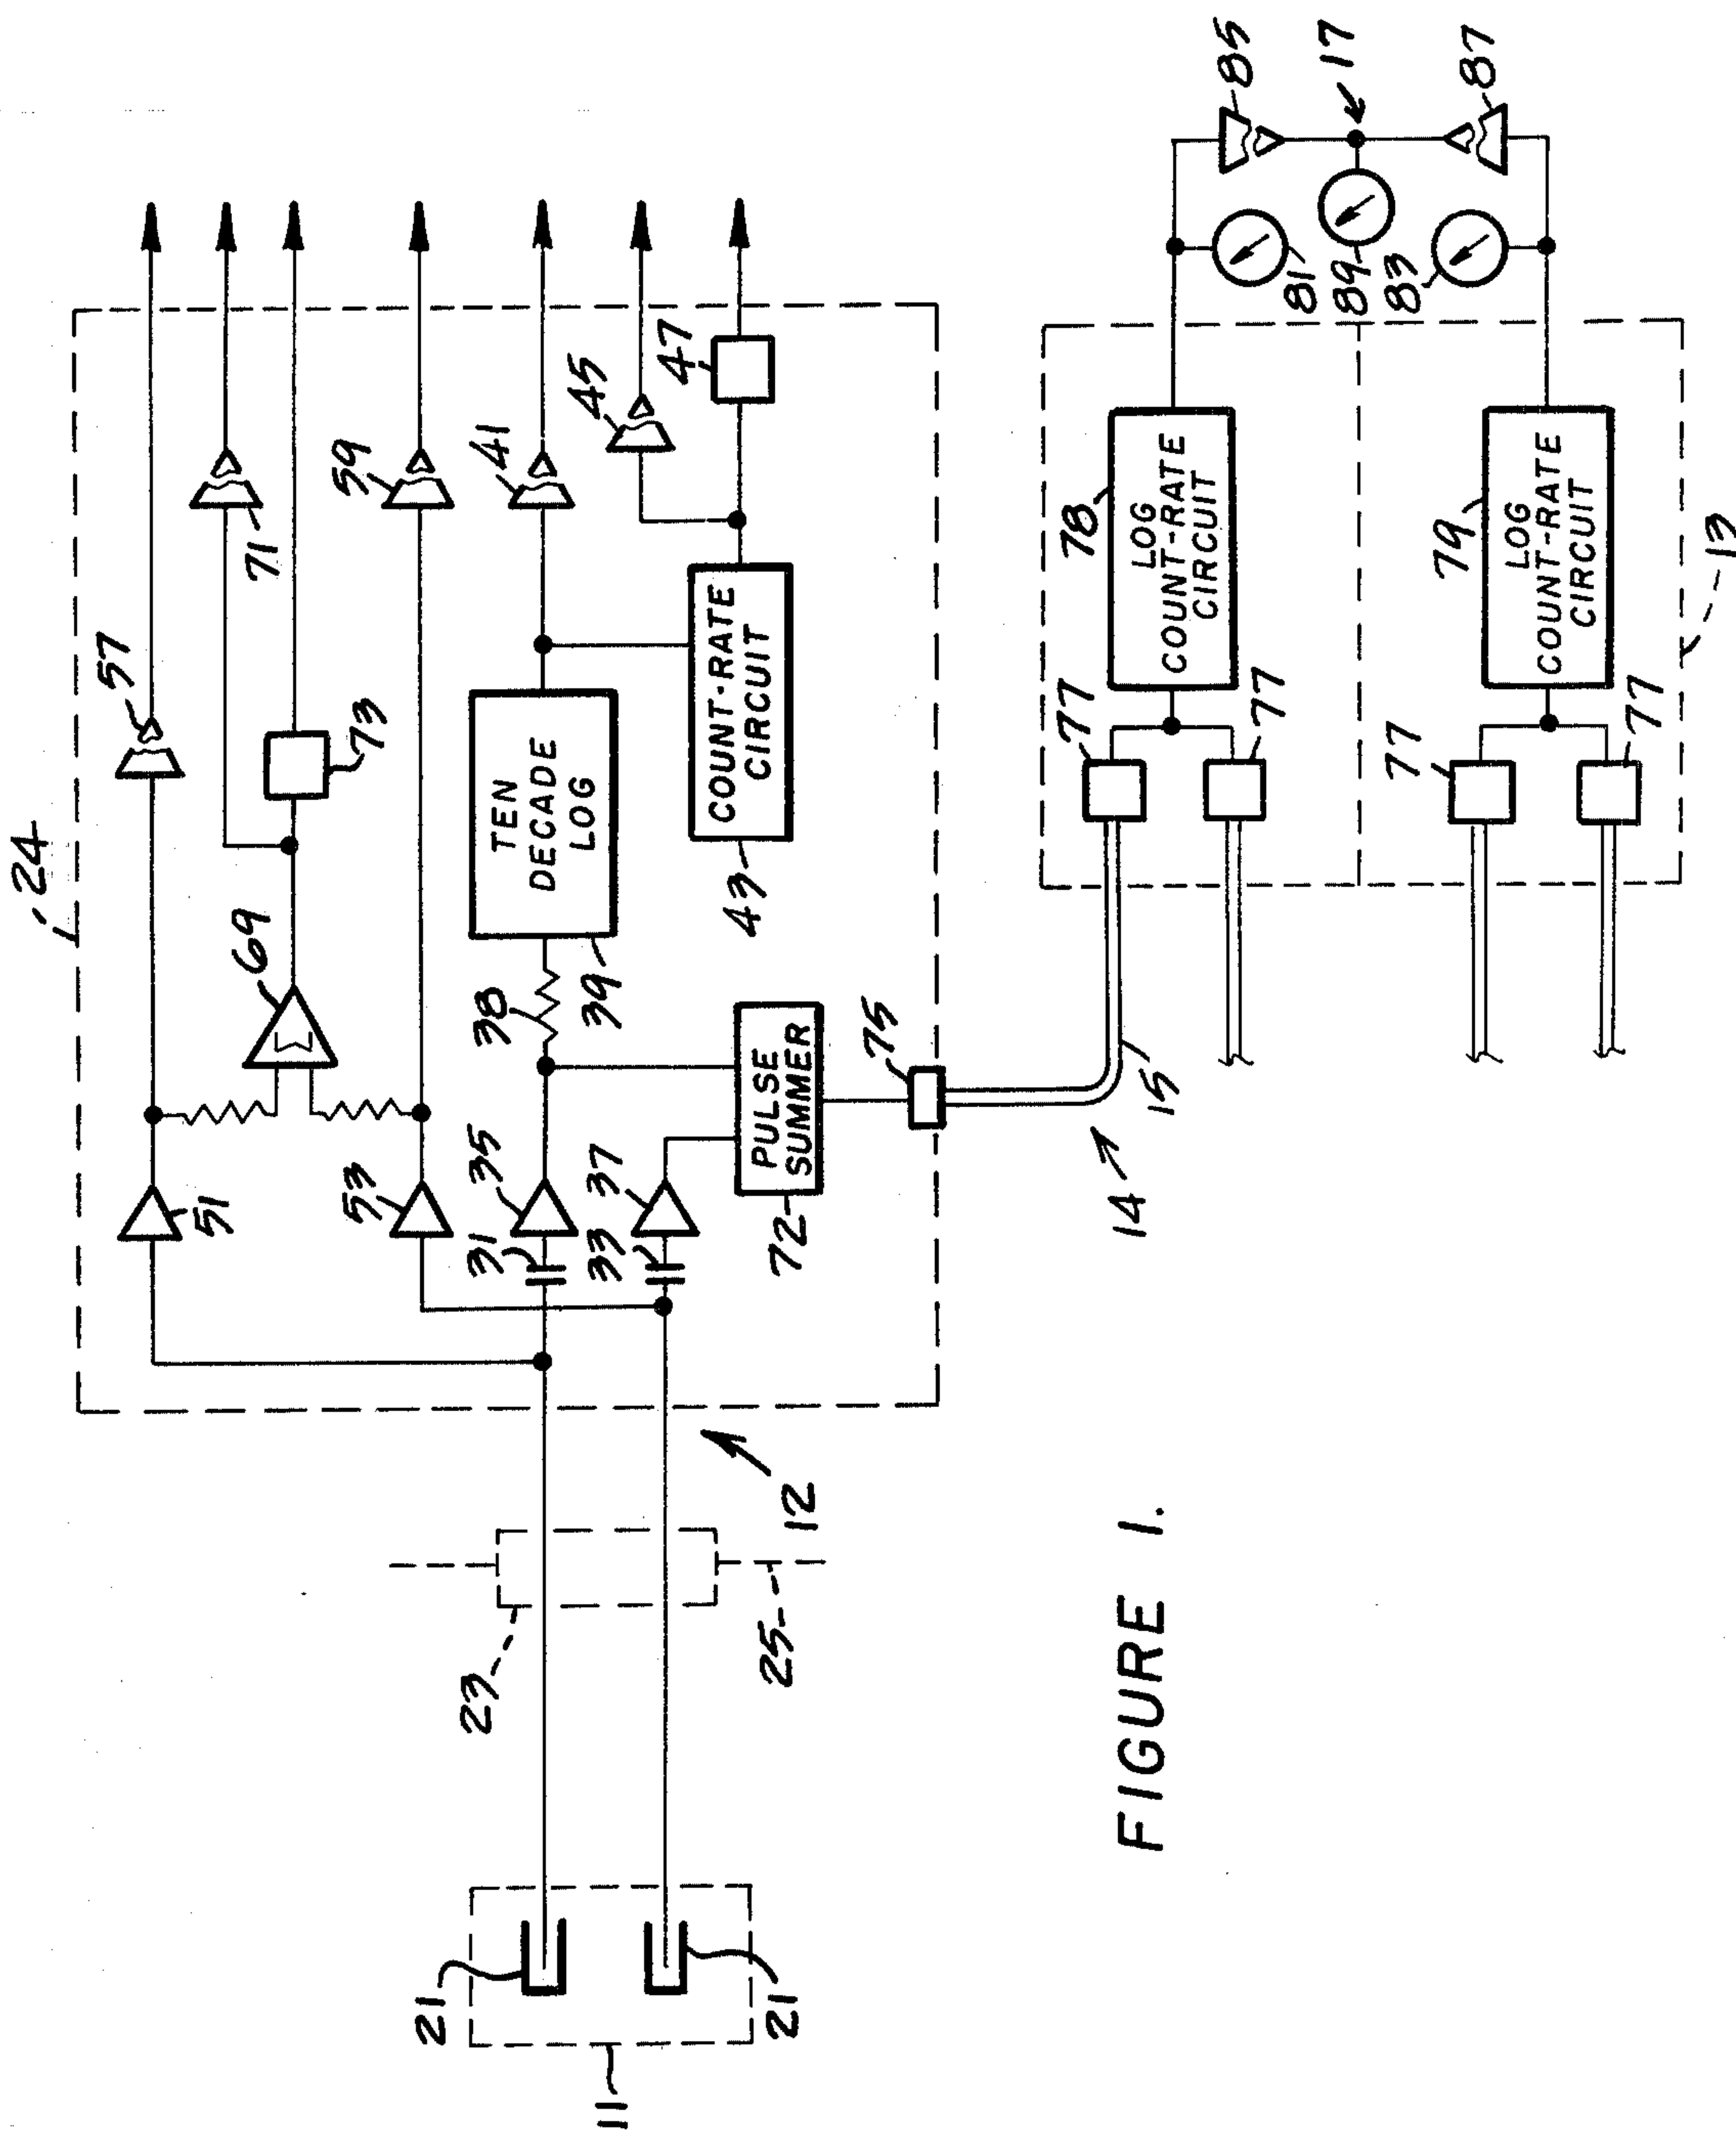 24
57
51
69
71
73
53
59
31
35
38
39
TEN
DECADE
LOG
41
33
37
45
47
43
COUNT-RATE
CIRCUIT
72
PULSE
SUMMER
75
21
21
11
23
25
12
14
15
77
77
78
LOG
COUNT-RATE
CIRCUIT
77
77
79
LOG
COUNT-RATE
CIRCUIT
13
81
89
83
85
17
87
FIGURE 1.